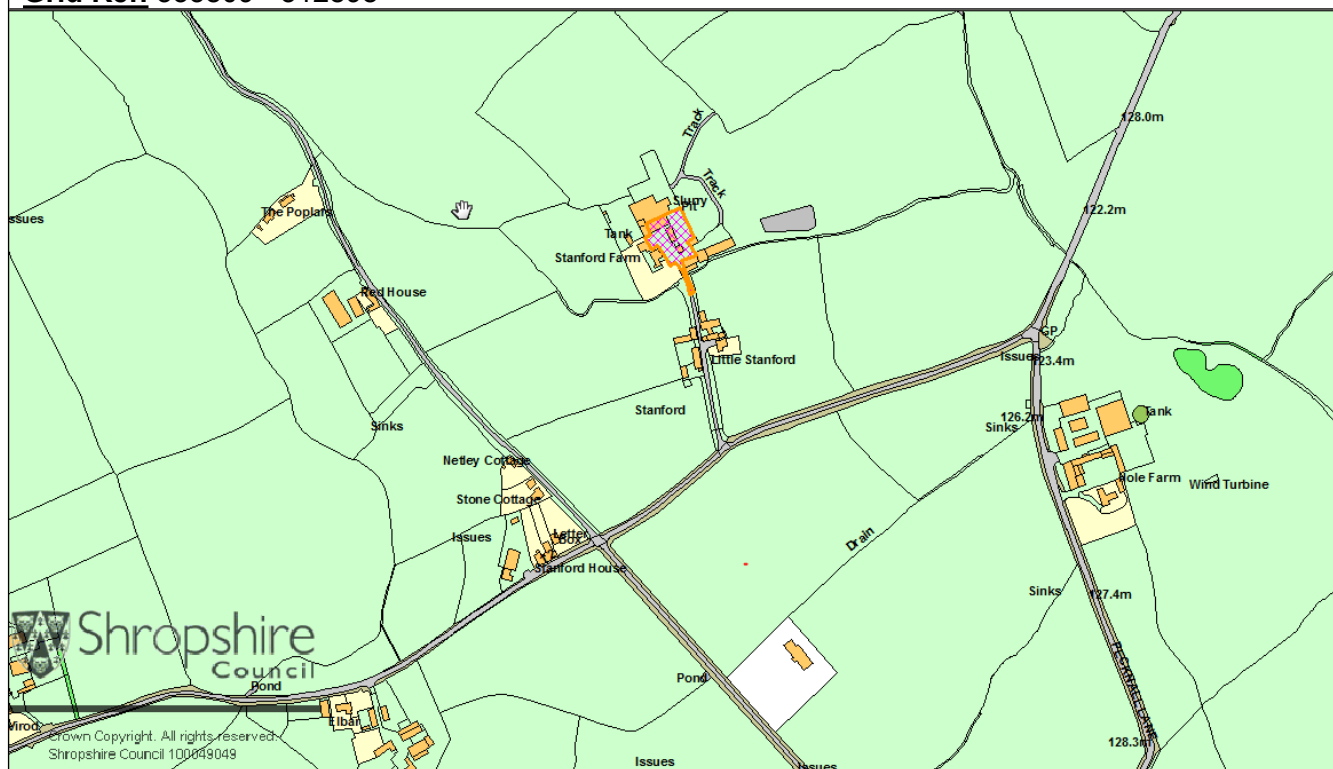 128.0m
Track
Track
Issues
The Poplars
Slurry
Pit
122.2m
Tank
Stanford Farm
Red House
GP
Issues
123.4m
Little Stanford
Stanford
126.2m
Tank
Sinks
Sinks
Netley Cottage
Hole Farm
Wind Turbine
Stone Cottage
Letter
Box
Issues
Drain
12
Stanford House
Sinks
127.4m
Shropshire
Council
Pond
Pond
PECKNALL LANE
Elbar
Crown Copyright. All rights reserved.
Shropshire Council 100049049
128.3m
Issues
Issues